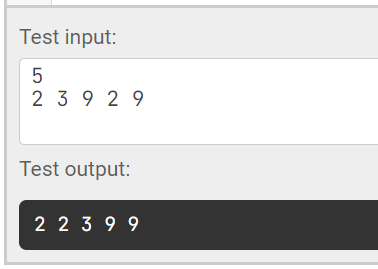 Test input:
5
2 3 9 2 9
Test output:
2 2 3 9 9